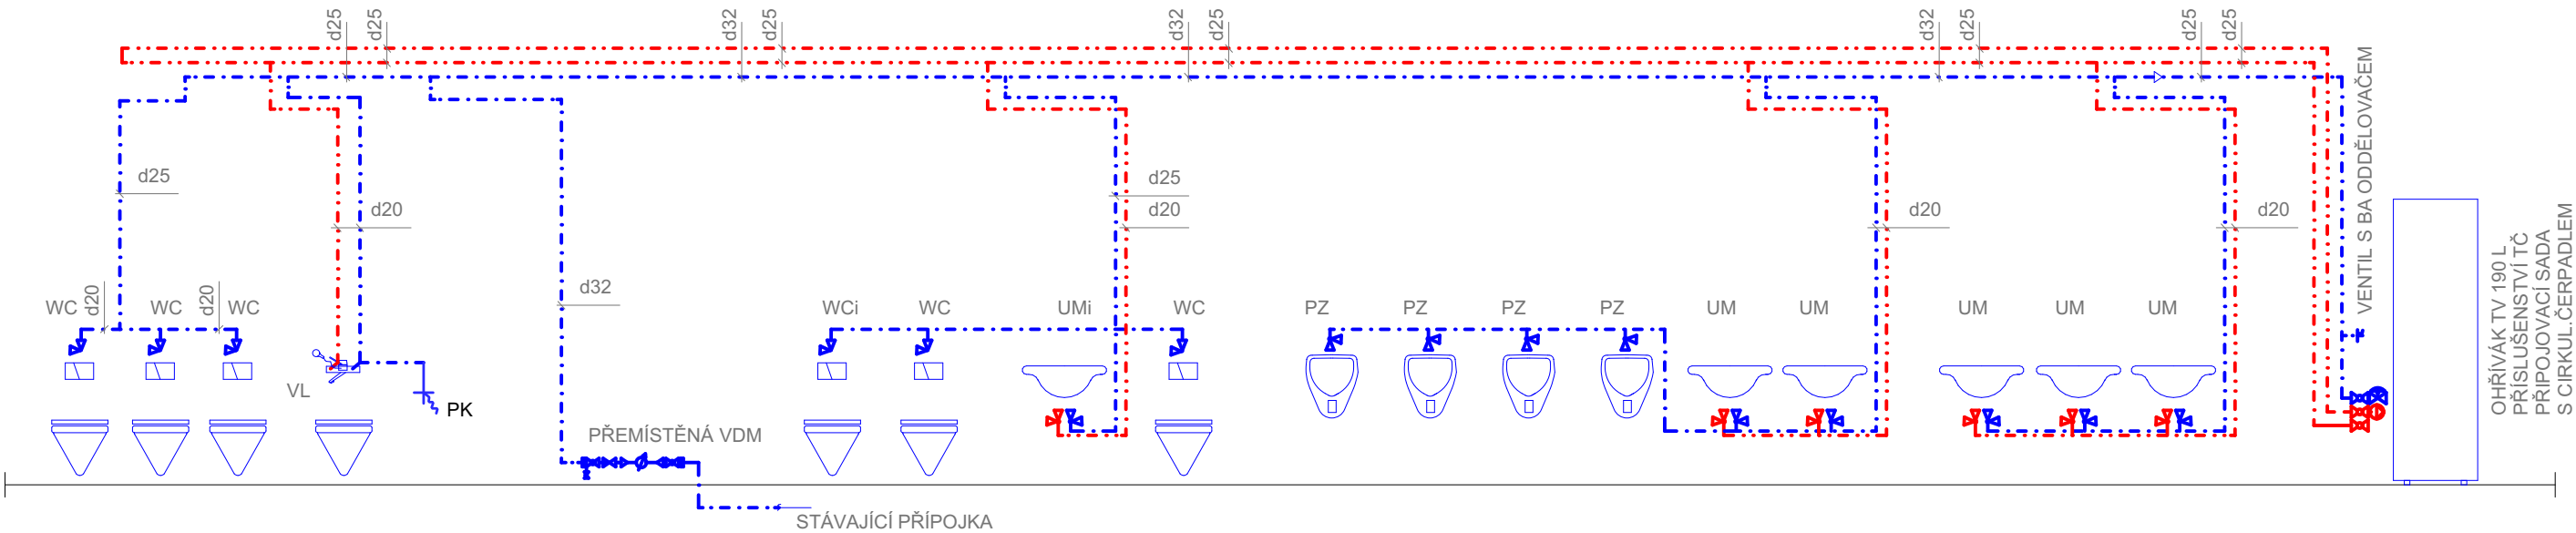 d25
d25
d32
d25
d32
d25
d32
d25
d25
d25
d25
d20
d32
d25
d20
d20
d20
WC
d20
WC
d20
WC
WCi
WC
UMi
WC
PZ
PZ
PZ
PZ
UM
UM
UM
UM
UM
VL
PK
PŘEMÍSTĚNÁ VDM
STÁVAJÍCÍ PŘÍPOJKA
VENTIL S BA ODDĚLOVAČEM
OHŘÍVÁK TV 190 L
PŘÍSLUŠENSTVÍ TČ
PŘIPOJOVACÍ SADA
S CIRKUL.ČERPADLEM